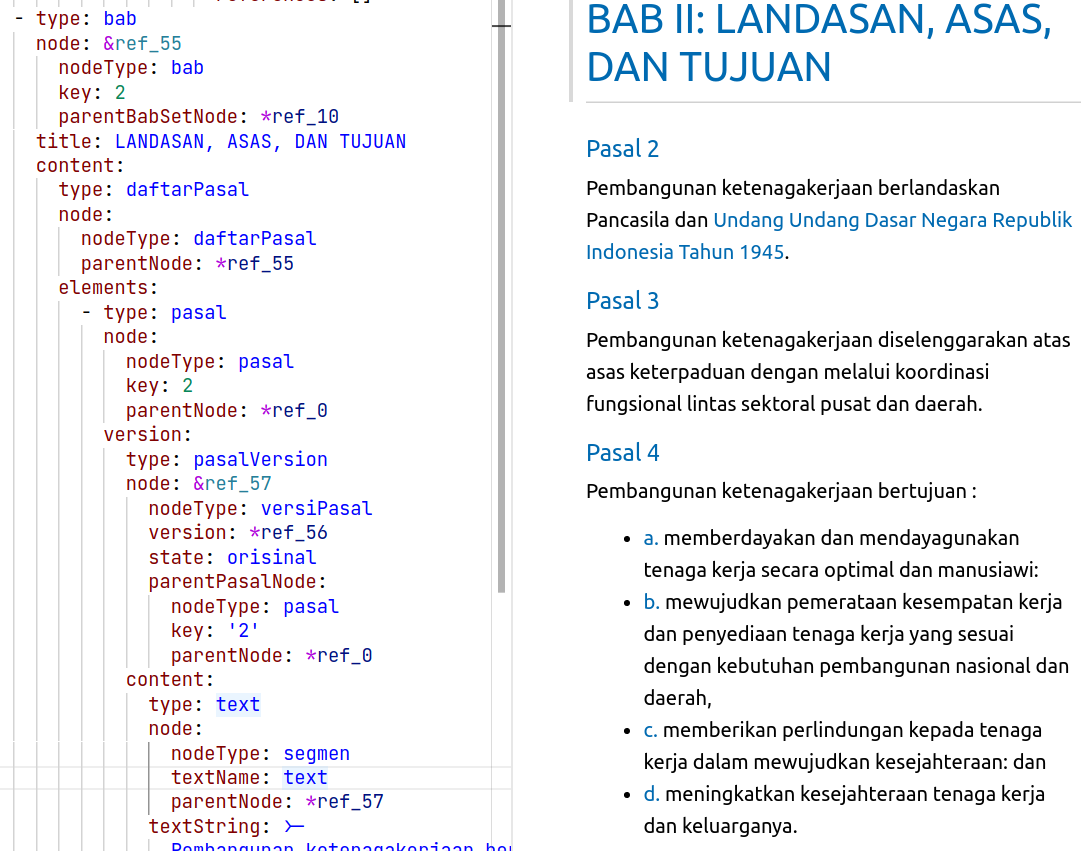 - type: bab
node: &ref_55
nodeType: bab
key: 2
parentBabSetNode: *ref_10
title: LANDASAN, ASAS, DAN TUJUAN
content:
type: daftarPasal
node:
nodeType: daftarPasal
parentNode: *ref_55
elements:
- type: pasal
node:
nodeType: pasal
key: 2
parentNode: *ref_0
version:
type: pasalVersion
node: &ref_57
nodeType: versiPasal
version: *ref_56
state: orisinal
parentPasalNode:
nodeType: pasal
key: '2'
parentNode: *ref_0
content:
type: text
node:
nodeType: segmen
textName: text
parentNode: *ref_57
textString: >-
Pembangunan ketenagakerjaan
BAB II: LANDASAN, ASAS,
DAN TUJUAN
Pasal 2
Pembangunan ketenagakerjaan berlandaskan
Pancasila dan Undang Undang Dasar Negara Republik
Indonesia Tahun 1945.
Pasal 3
Pembangunan ketenagakerjaan diselenggarakan atas
asas keterpaduan dengan melalui koordinasi
fungsional lintas sektoral pusat dan daerah.
Pasal 4
Pembangunan ketenagakerjaan bertujuan :
• a. memberdayakan dan mendayagunakan
tenaga kerja secara optimal dan manusiawi:
• b. mewujudkan pemerataan kesempatan kerja
dan penyediaan tenaga kerja yang sesuai
dengan kebutuhan pembangunan nasional dan
daerah,
• c. memberikan perlindungan kepada tenaga
kerja dalam mewujudkan kesejahteraan: dan
• d. meningkatkan kesejahteraan tenaga kerja
dan keluarganya.